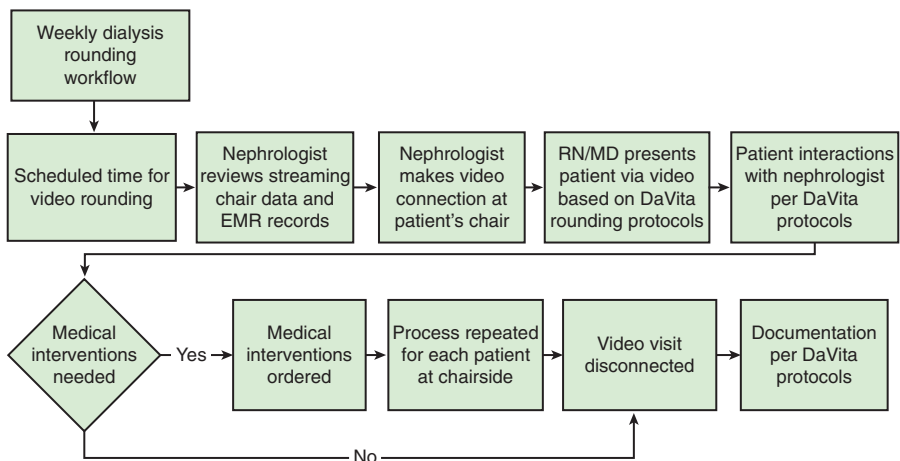 Weekly dialysis
rounding
workflow
Scheduled time for
video rounding
Nephrologist
reviews streaming
chair data and
EMR records
Nephrologist
makes video
connection at
patient's chair
RN/MD presents
patient via video
based on DaVita
rounding protocols
Patient interactions
with nephrologist
per DaVita
protocols
Medical
interventions
needed
Yes
Medical
interventions
ordered
Process repeated
for each patient
at chairside
Video visit
disconnected
Documentation
per DaVita
protocols
No